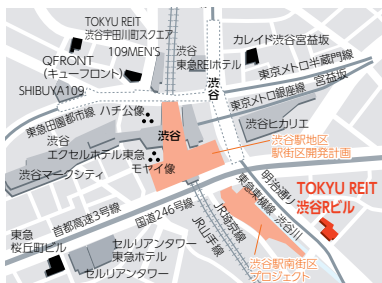 TOKYU REIT
渋谷宇田川町スクエア
109MEN'S
渋谷
東急REIホテル
カレイド渋谷宮益坂
QFRONT
(キューフロント)
SHIBUYA109
渋谷
東京メトロ半蔵門線
東京メトロ銀座線
宮益坂
東急田園都市線
ハチ公像
渋谷
渋谷
エクセルホテル東急
渋谷ヒカリエ
モヤイ像
渋谷駅地区
駅街区開発計画
渋谷マークシティ
明治通り
東急東横線
渋谷川
TOKYU REIT
渋谷Rビル
首都高速3号線
国道246号線
JR埼京線
JR山手線
東急
桜丘町ビル
セルリアンタワー
東急ホテル
セルリアンタワー
渋谷駅南街区
プロジェクト